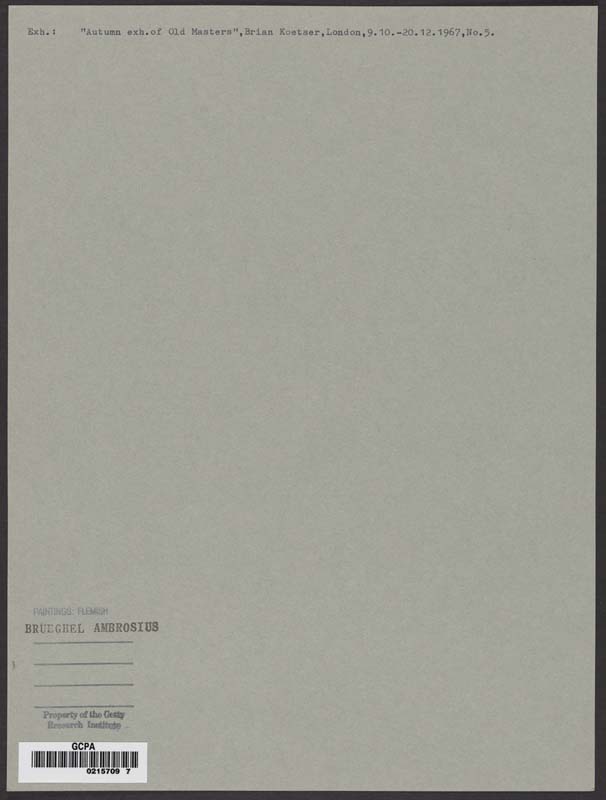 Exh.: "Autumn exh.of Old Masters",Brian Koetser,London,9.10.-20.12.1967,No.5.
PAINTINGS: FLEMISH
BRUEGHEL AMBROSIUS
Property of the Getty
Research Institute
GCPA
0215709 7